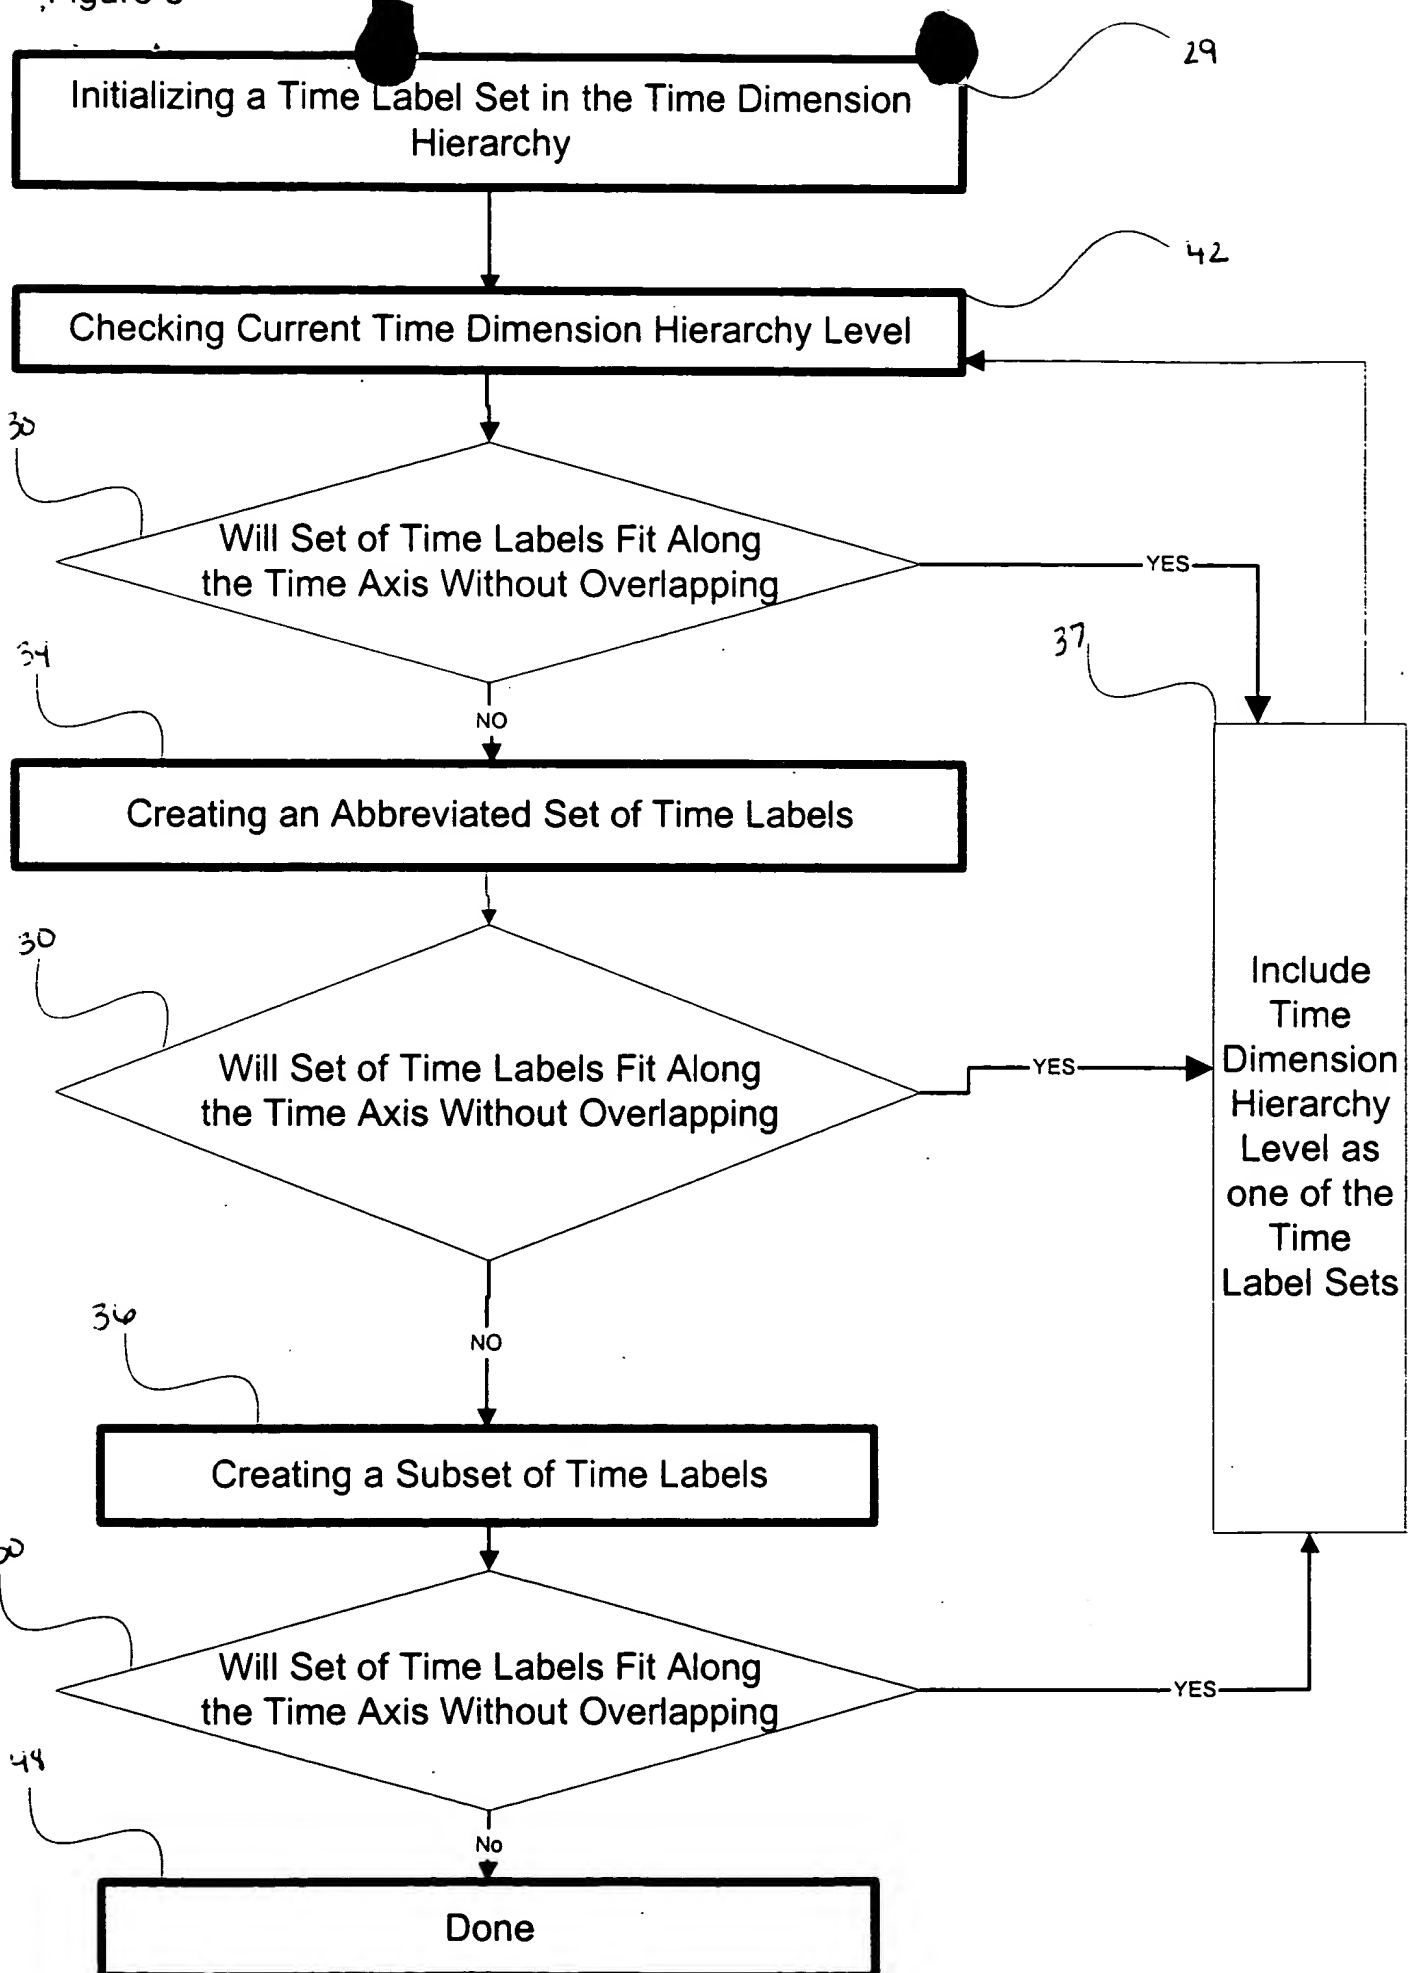 29
Initializing a Time Label Set in the Time Dimension
Hierarchy
42
Checking Current Time Dimension Hierarchy Level
30
Will Set of Time Labels Fit Along
the Time Axis Without Overlapping
YES
37
34
NO
Creating an Abbreviated Set of Time Labels
30
Will Set of Time Labels Fit Along
the Time Axis Without Overlapping
YES
Include
Time
Dimension
Hierarchy
Level as
one of the
Time
Label Sets
36
NO
Creating a Subset of Time Labels
Will Set of Time Labels Fit Along
the Time Axis Without Overlapping
YES
48
No
Done